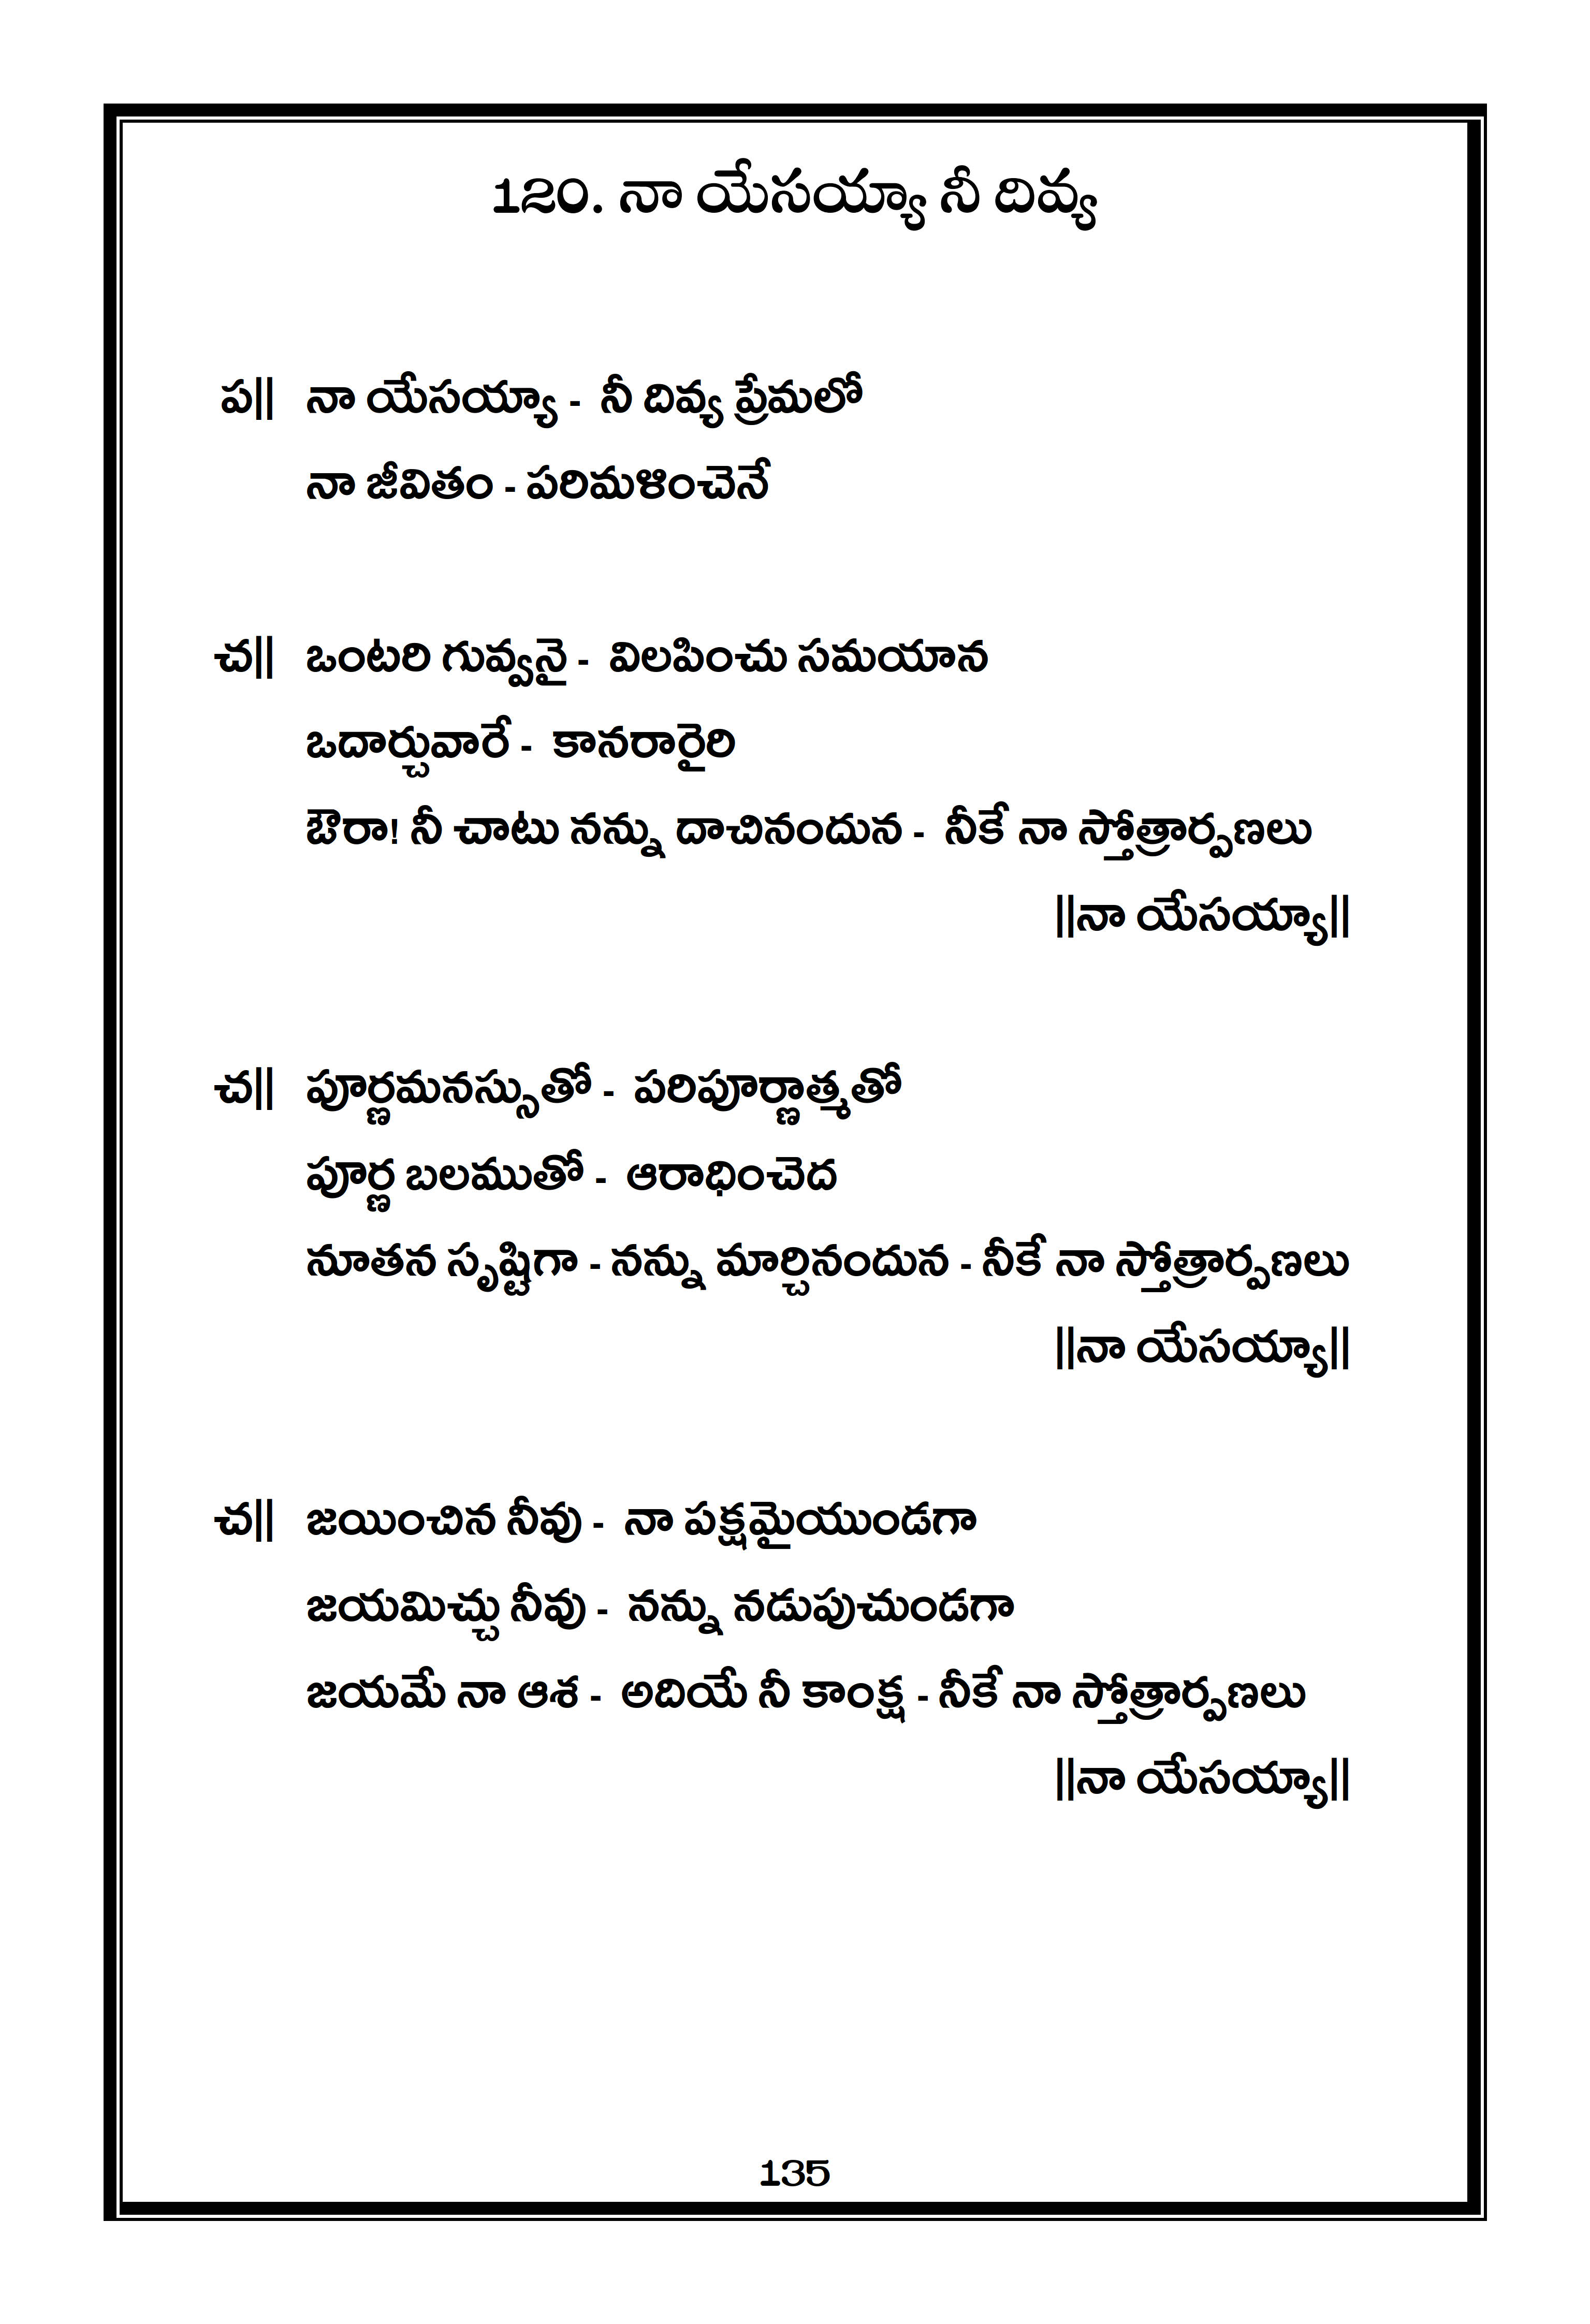 120. నా యేసయ్యా నీ దివ్య
ప|| నా యేసయ్యా - నీ దివ్య ప్రేమలో
నా జీవితం - పరిమళించెనే
చ|| ఒంటరి గువ్వనై - విలపించు సమయాన
ఒదార్చువారే - కానరారైరి
ఔరా! నీ చాటు నన్ను దాచినందున - నీకే నా స్తోత్రార్పణలు
||నా యేసయ్యా||
చ|| పూర్ణమనస్సుతో - పరిపూర్ణాత్మతో
పూర్ణ బలముతో - ఆరాధించెద
నూతన సృష్టిగా - నన్ను మార్చినందున - నీకే నా స్తోత్రార్పణలు
||నా యేసయ్యా||
చ|| జయించిన నీవు - నా పక్షమైయుండగా
జయమిచ్చు నీవు - నన్ను నడుపుచుండగా
జయమే నా ఆశ - అదియే నీ కాంక్ష - నీకే నా స్తోత్రార్పణలు
||నా యేసయ్యా||
135